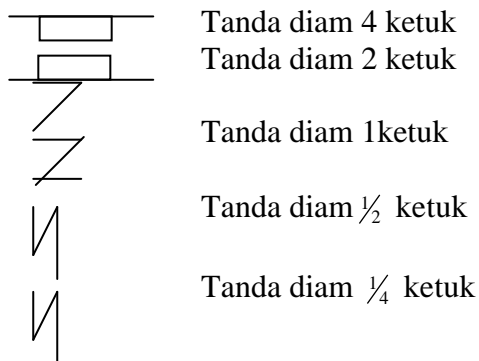 Tanda diam 4 ketuk
Tanda diam 2 ketuk
Tanda diam 1ketuk
Tanda diam ½ ketuk
Tanda diam ¼ ketuk